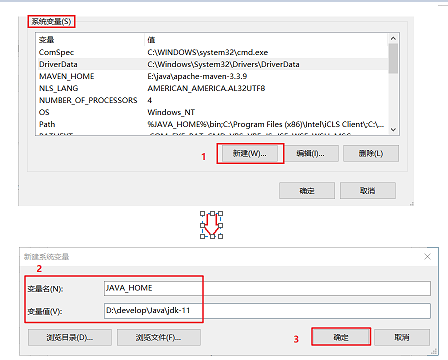 系统变量(S)
变量 值
ComSpec C:\WINDOWS\system32\cmd.exe
DriverData C:\Windows\System32\Drivers\DriverData
MAVEN_HOME E:\java\apache-maven-3.3.9
NLS_LANG AMERICAN_AMERICA.AL32UTF8
NUMBER_OF_PROCESSORS 4
OS Windows_NT
Path %JAVA_HOME%\bin;C:\Program Files (x86)\Intel\iCLS Client\;C:\...
1 新建(W)... 编辑(I)... 删除(L)
确定 取消
新建系统变量
2
变量名(N): JAVA_HOME
变量值(V): D:\develop\Java\jdk-11
浏览目录(D)... 浏览文件(F)... 3 确定 取消